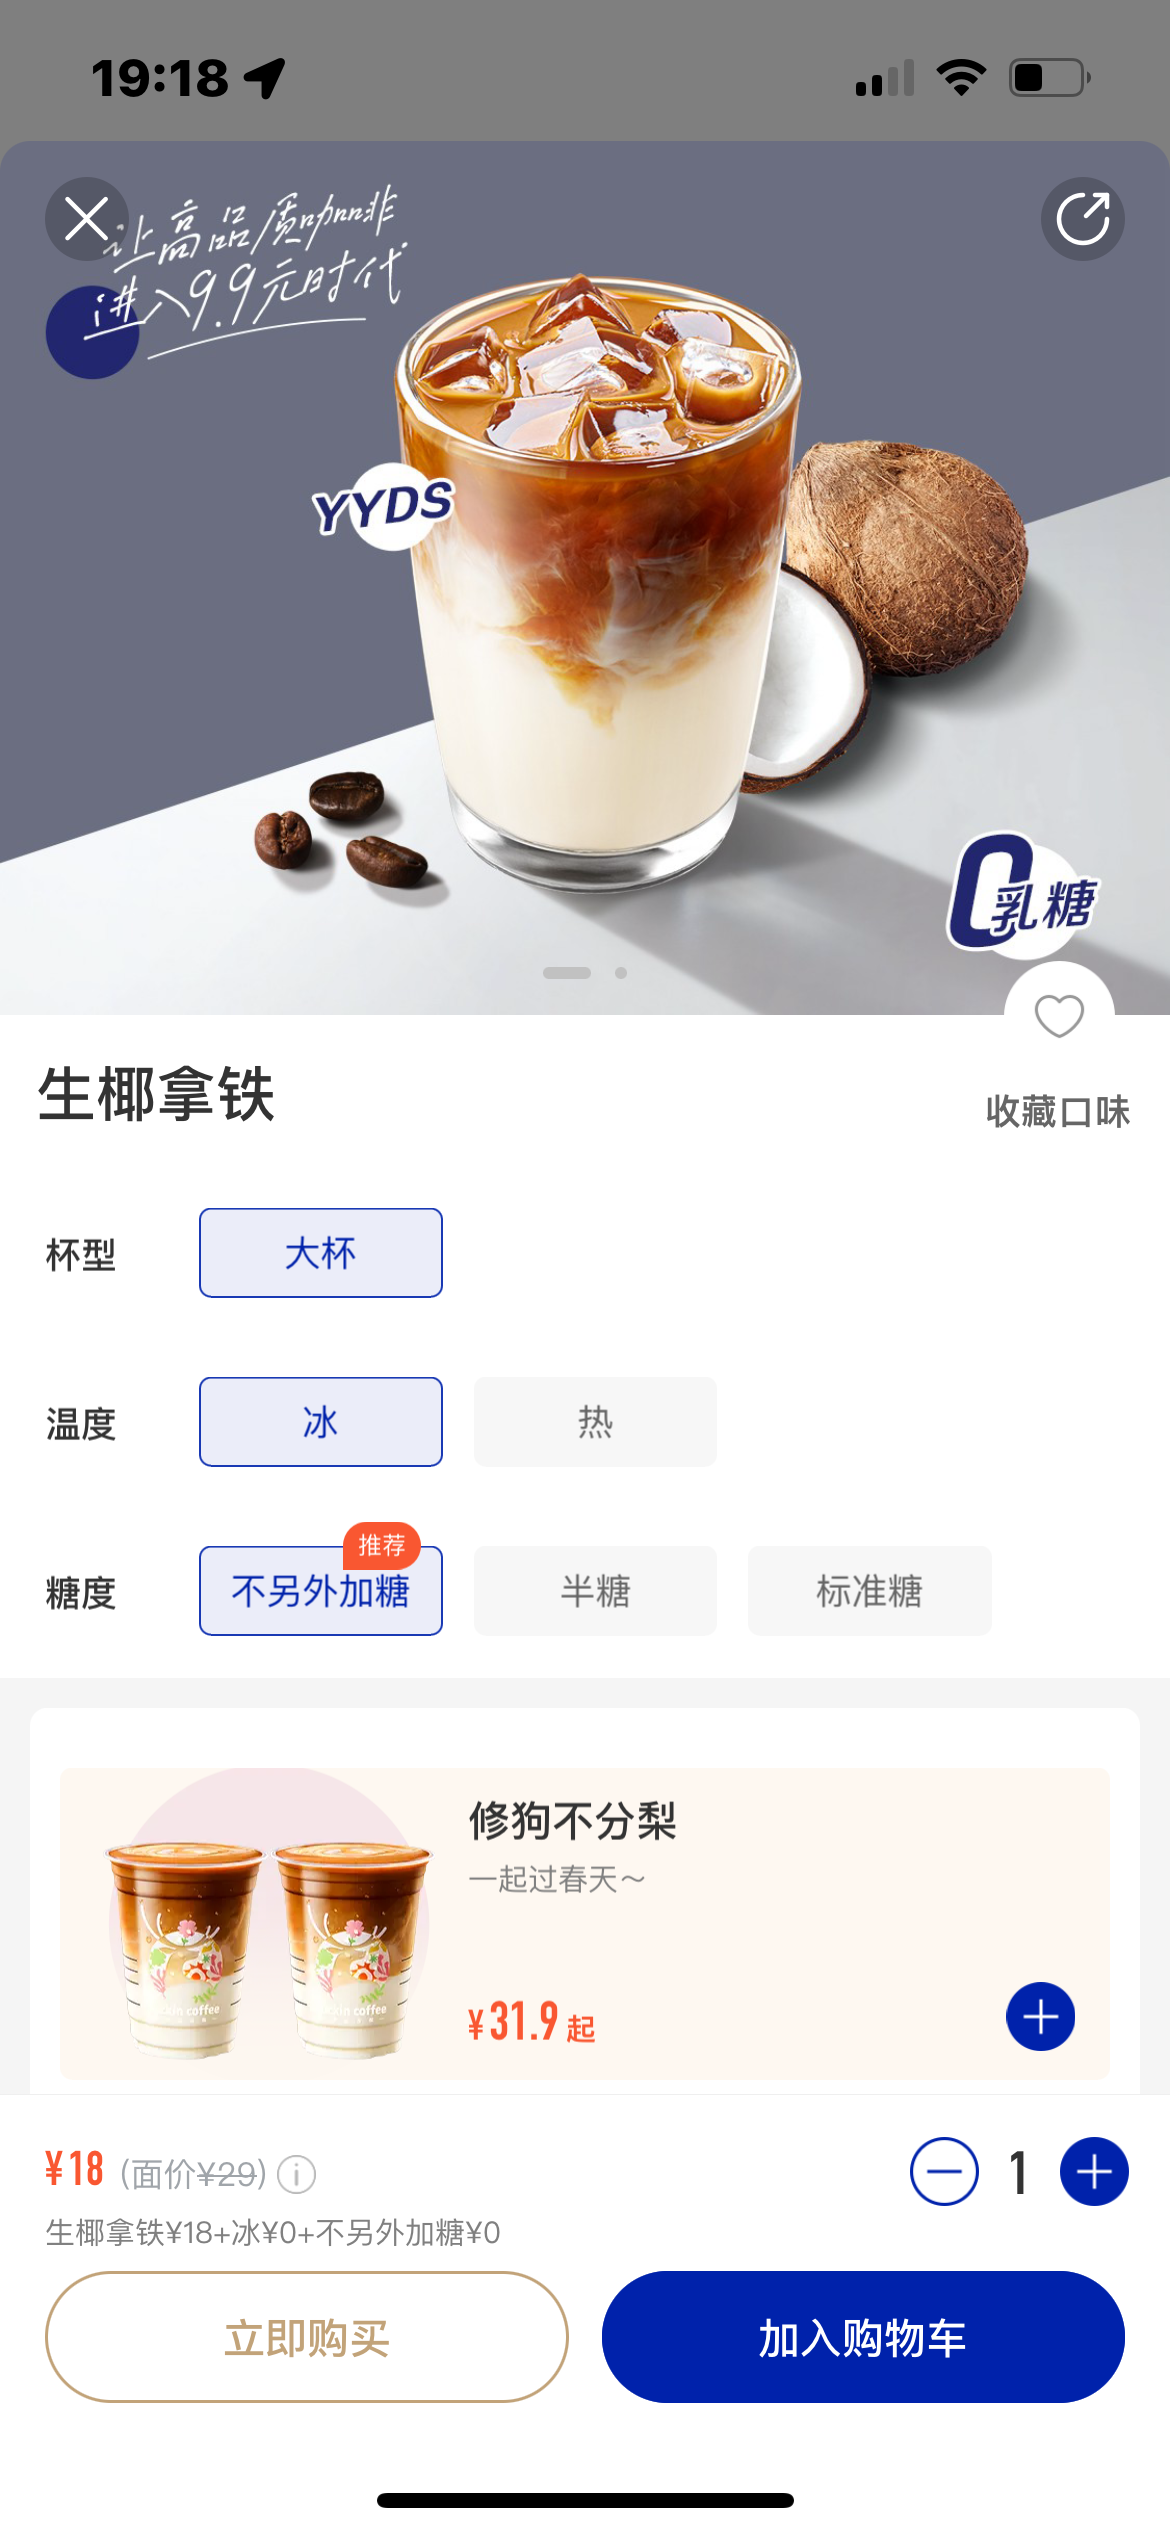 19:18
让高品质咖啡
进入9.9元时代
YYDS
0乳糖
生椰拿铁
收藏口味
杯型
大杯
温度
冰
热
推荐
糖度
不另外加糖
半糖
标准糖
修狗不分梨
一起过春天～
¥31.9起
coffee
coffee
¥18 (面价¥29)
1
生椰拿铁¥18+冰¥0+不另外加糖¥0
立即购买
加入购物车